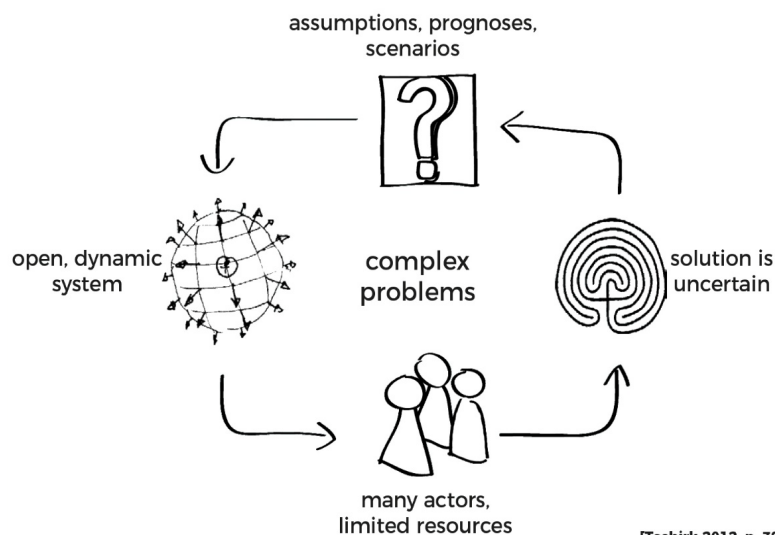 assumptions, prognoses,
scenarios
?
open, dynamic
system
complex
problems
solution is
uncertain
many actors,
limited resources